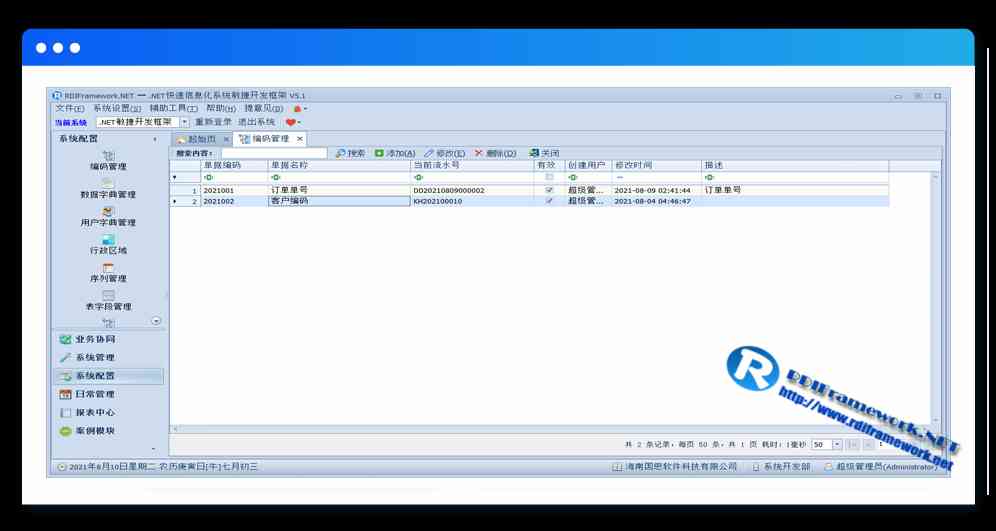 RDIFramework.NET — .NET快速信息化系统敏捷开发框架 V5.1
文件(F) 系统设置(S) 辅助工具(T) 帮助(H) 提意见(D)
当前系统 .NET敏捷开发框架 重新登录 退出系统
系统配置
起始页 × 编码管理 ×
搜索内容: 搜索 添加(A) 修改(E) 删除(D) 关闭
单据编码 单据名称 当前流水号 有效 创建用户 修改时间 描述
1 2021001 订单单号 DD20210809000002 超级管... 2021-08-09 02:41:44 订单单号
2 2021002 客户编码 KH202100010 超级管... 2021-08-04 04:46:47
编码管理
数据字典管理
用户字典管理
行政区域
序列管理
表字段管理
业务协同
系统管理
系统配置
日常管理
报表中心
案例模块
RDIFramework.NET
http://www.rdiframework.net
共 2 条记录，每页 50 条，共 1 页 耗时：1毫秒 50 1
2021年8月10日星期二 农历庚寅日[牛]七月初三 海南国思软件科技有限公司 系统开发部 超级管理员(Administrator)